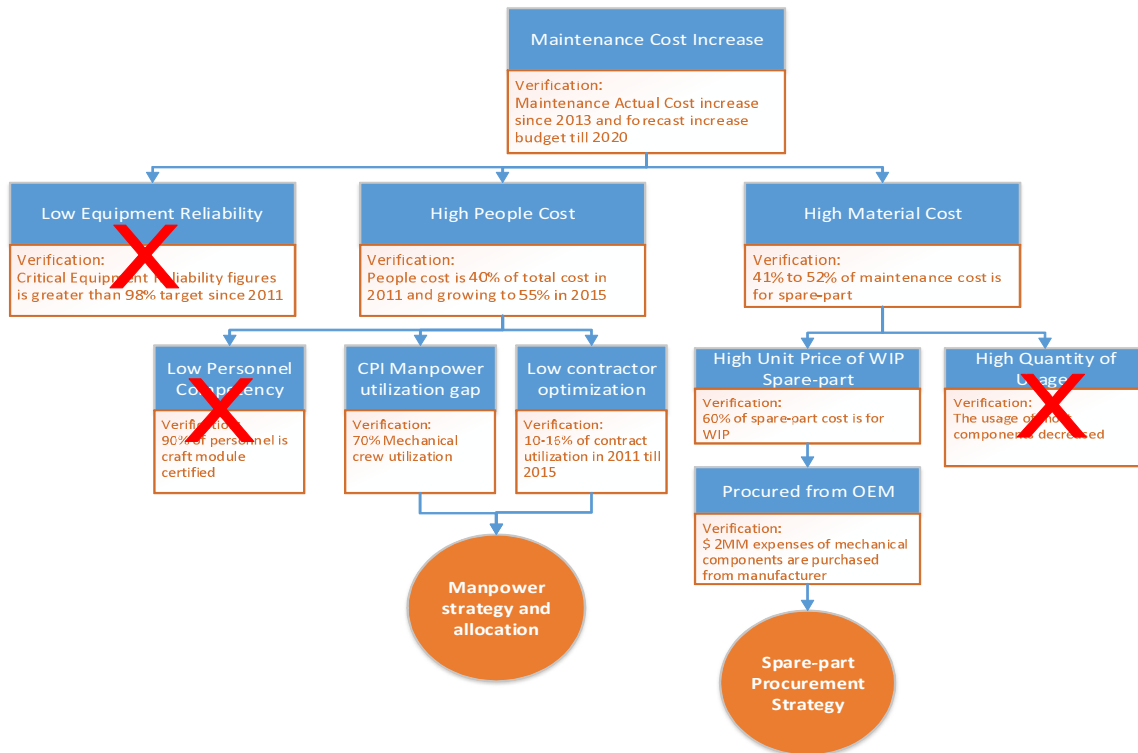 Maintenance Cost Increase
Verification:
Maintenance Actual Cost increase
since 2013 and forecast increase
budget till 2020
Low Equipment Reliability
Verification:
Critical Equipment Reliability figures
is greater than 98% target since 2011
High People Cost
Verification:
People cost is 40% of total cost in
2011 and growing to 55% in 2015
High Material Cost
Verification:
41% to 52% of maintenance cost is
for spare-part
Low Personnel
Competency
Verification:
90% of personnel is
craft module
certified
CPI Manpower
utilization gap
Verification:
70% Mechanical
crew utilization
Low contractor
optimization
Verification:
10-16% of contract
utilization in 2011 till
2015
High Unit Price of WIP
Spare-part
Verification:
60% of spare-part cost is for
WIP
High Quantity of
Usage
Verification:
The usage of most
components decreased
Procured from OEM
Verification:
$ 2MM expenses of mechanical
components are purchased
from manufacturer
Manpower
strategy and
allocation
Spare-part
Procurement
Strategy